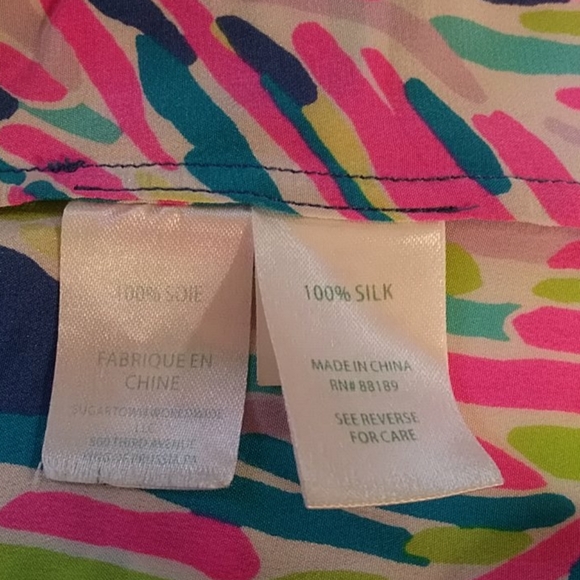 100% SOIE
FABRIQUE EN
CHINE
SUGARTOWN WORLDWIDE
LLC
800 THIRD AVENUE
KING OF PRUSSIA, PA
100% SILK
MADE IN CHINA
RN# 88189
SEE REVERSE
FOR CARE